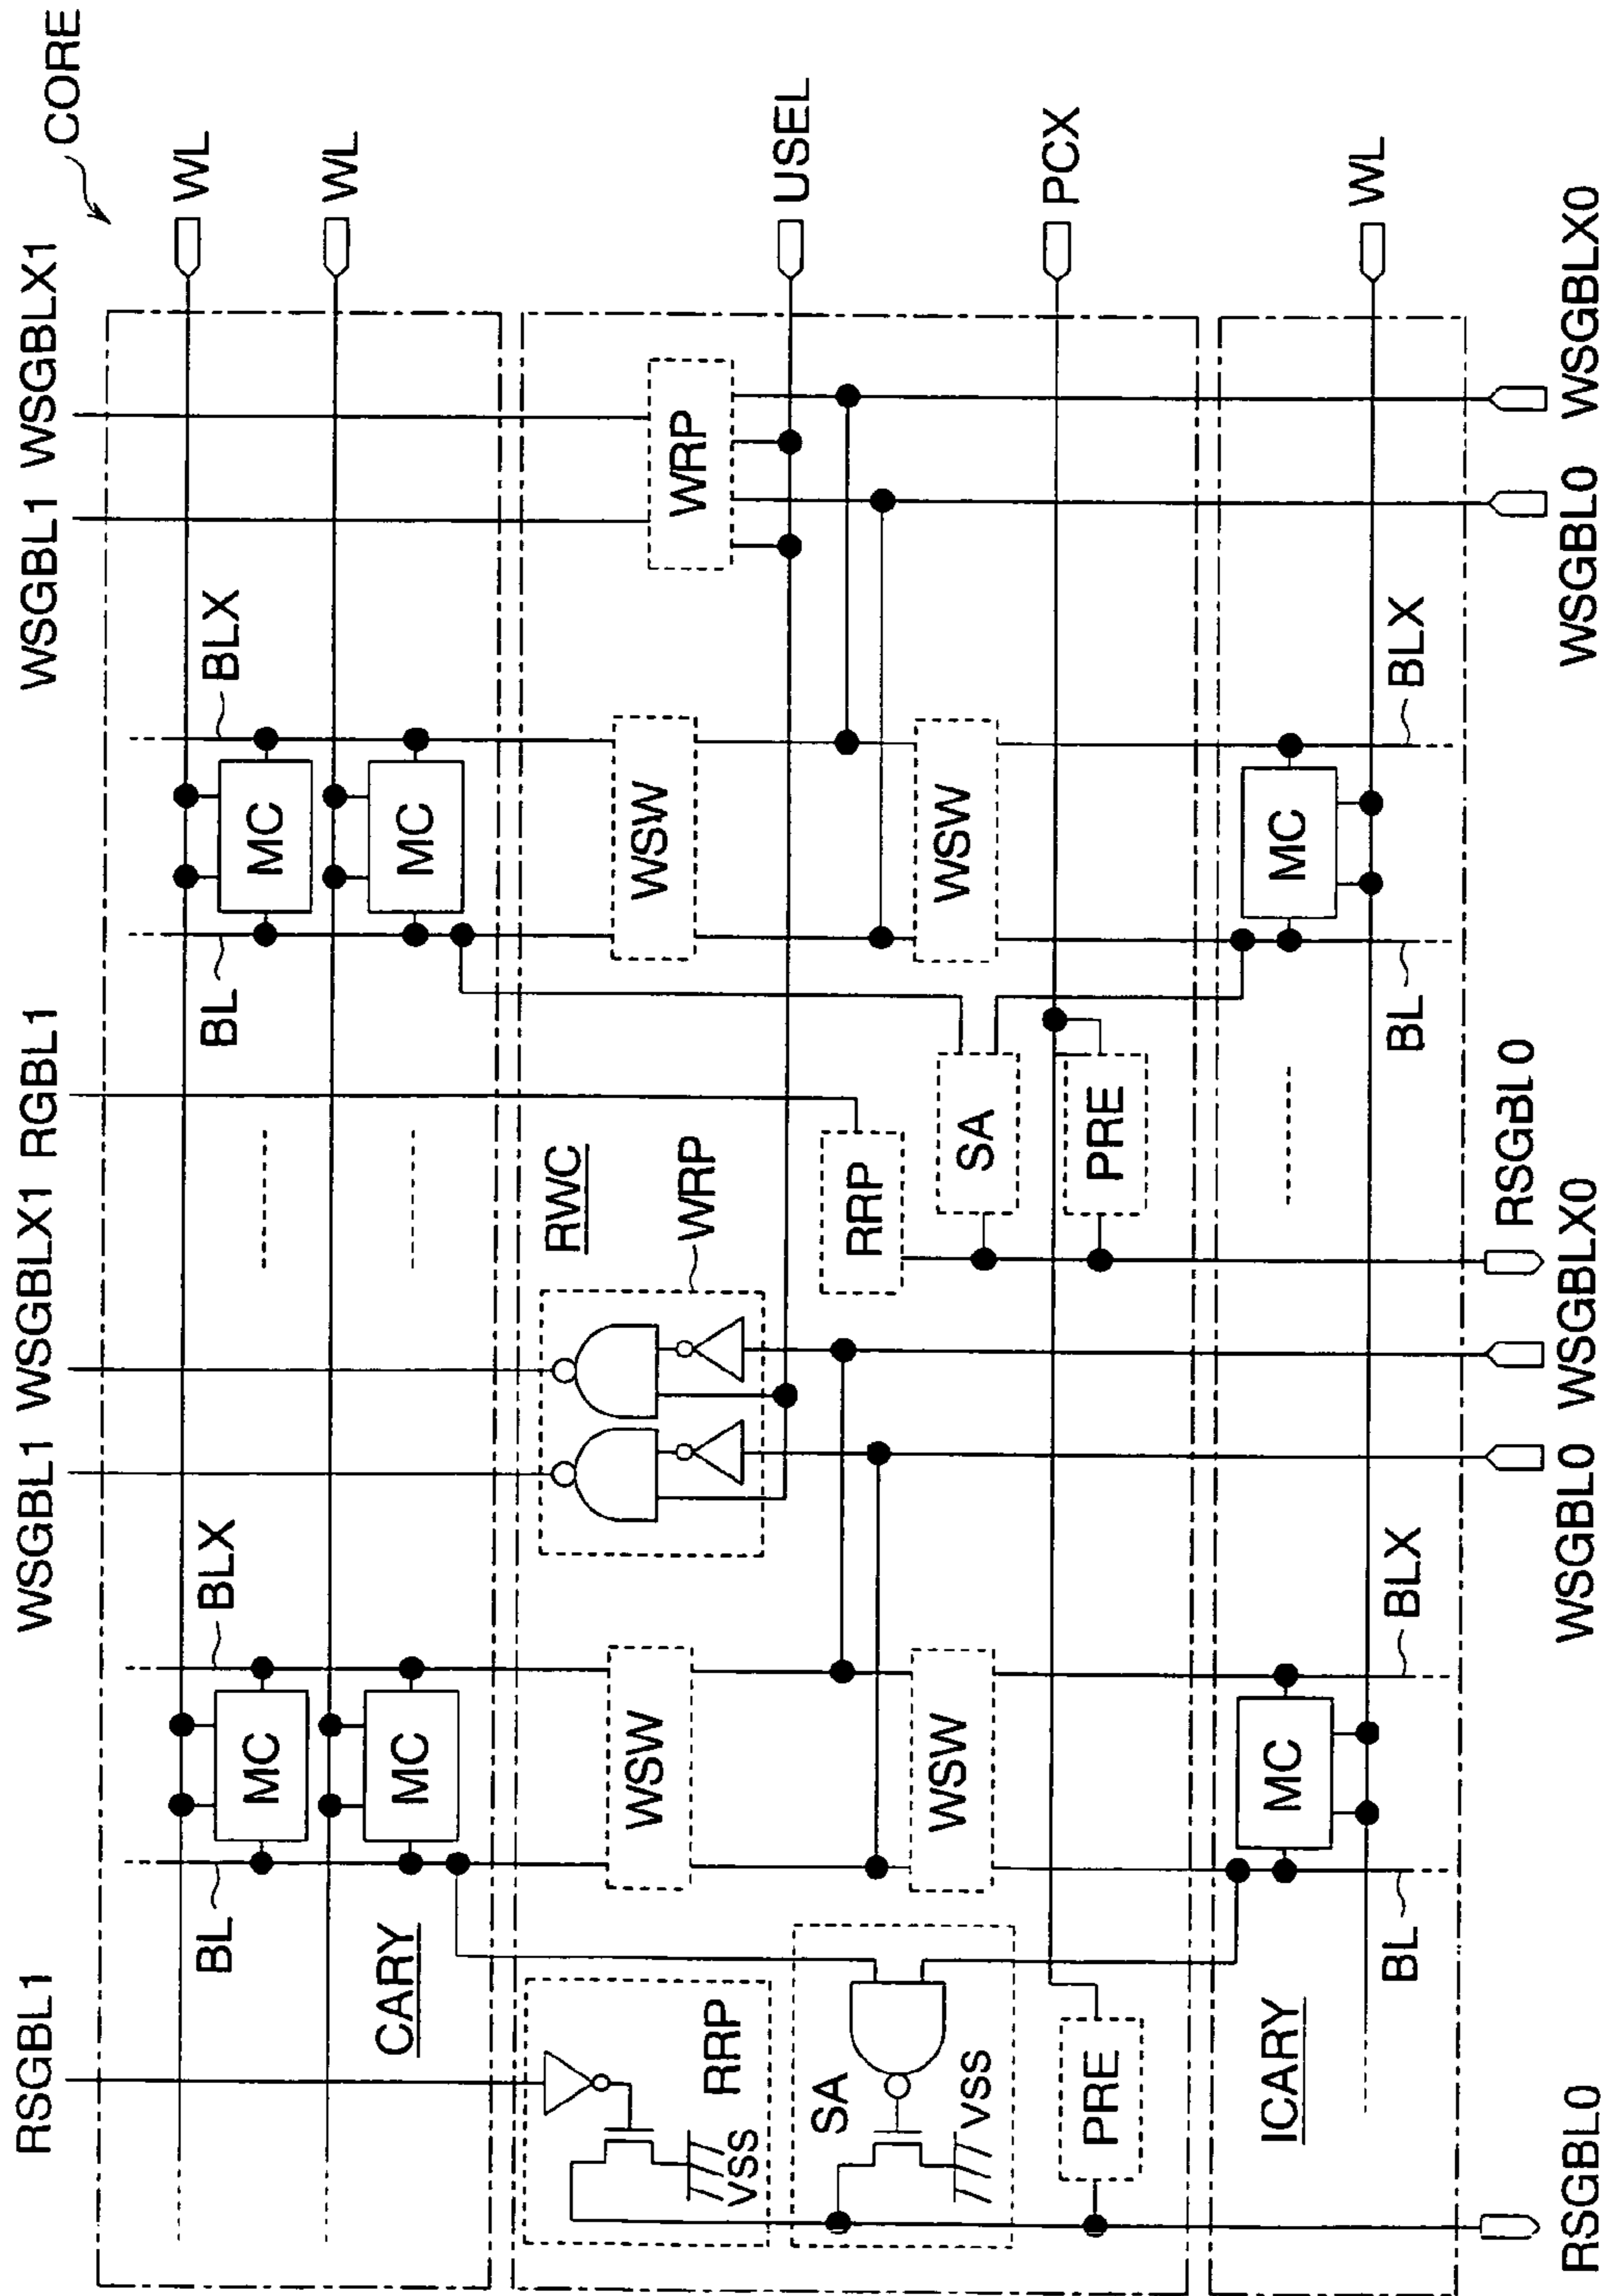 CORE
RSGBL1
WSGBL1
WSGBLX1
RGBL1
WSGBL1
WSGBLX1
WL
WL
BL
BLX
BL
BLX
MC
MC
MC
MC
CARY
RWC
USEL
RRP
VSS
WSW
WRP
WSW
WRP
SA
VSS
WSW
RRP
SA
WSW
PRE
PRE
PCX
ICARY
MC
MC
WL
BL
BLX
BL
BLX
RSGBL0
WSGBL0
WSGBLX0
RSGBL0
WSGBL0
WSGBLX0